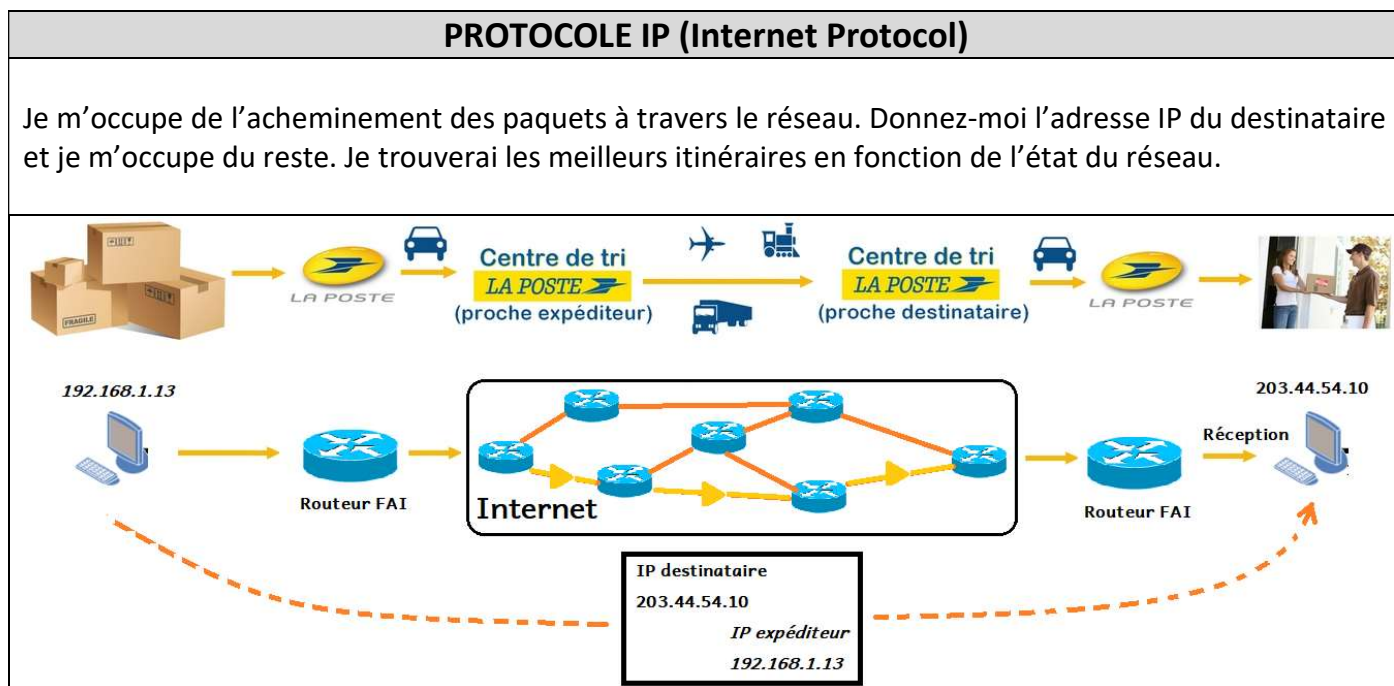 PROTOCOLE IP (Internet Protocol)
Je m’occupe de l’acheminement des paquets à travers le réseau. Donnez-moi l’adresse IP du destinataire
et je m’occupe du reste. Je trouverai les meilleurs itinéraires en fonction de l’état du réseau.
FRAGILE
LA POSTE
Centre de tri
LA POSTE
(proche expéditeur)
Centre de tri
LA POSTE
(proche destinataire)
LA POSTE
192.168.1.13
203.44.54.10
Réception
Routeur FAI
Internet
Routeur FAI
IP destinataire
203.44.54.10
IP expéditeur
192.168.1.13